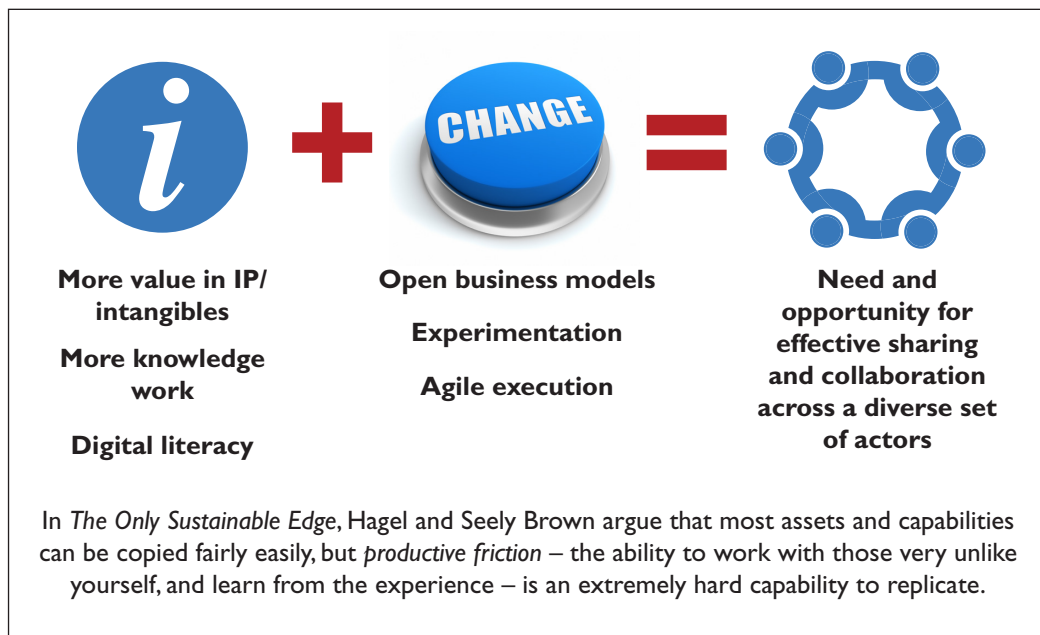 i
+
CHANGE
=
More value in IP/
intangibles
More knowledge
work
Digital literacy
Open business models
Experimentation
Agile execution
Need and
opportunity for
effective sharing
and collaboration
across a diverse set
of actors
In The Only Sustainable Edge, Hagel and Seely Brown argue that most assets and capabilities
can be copied fairly easily, but productive friction – the ability to work with those very unlike
yourself, and learn from the experience – is an extremely hard capability to replicate.